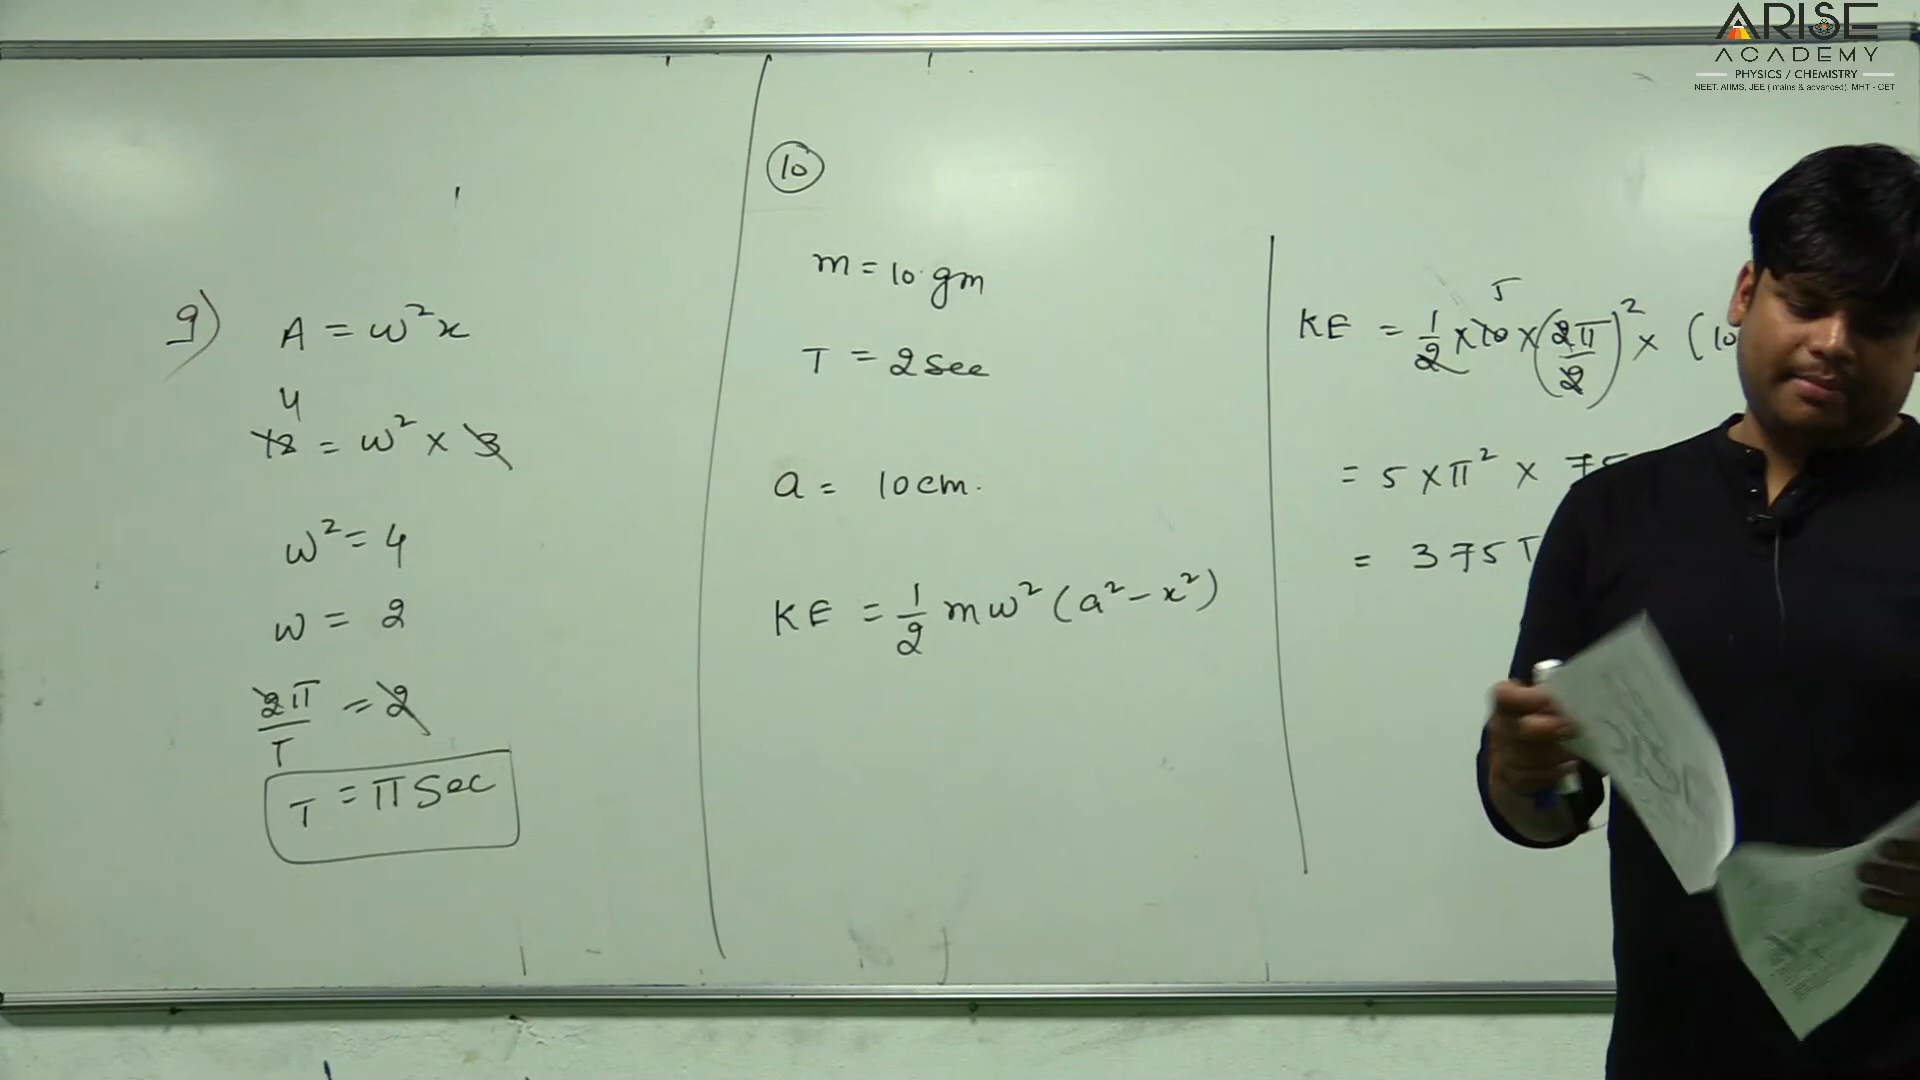 ARISE
ACADEMY
PHYSICS / CHEMISTRY
NEET, AIIMS, JEE (mains & advanced), MHT - CET
9)
A = ω²x
4
12 = ω² × 3
ω² = 4
ω = 2
2π/T = 2
T = π Sec
10
m = 10 gm
T = 2 Sec
a = 10 cm.
KE = 1/2 mω² (a² - x²)
5
KE = 1/2 × 10 × (2π/2)² × (10
= 5 × π² × 75
= 375 π